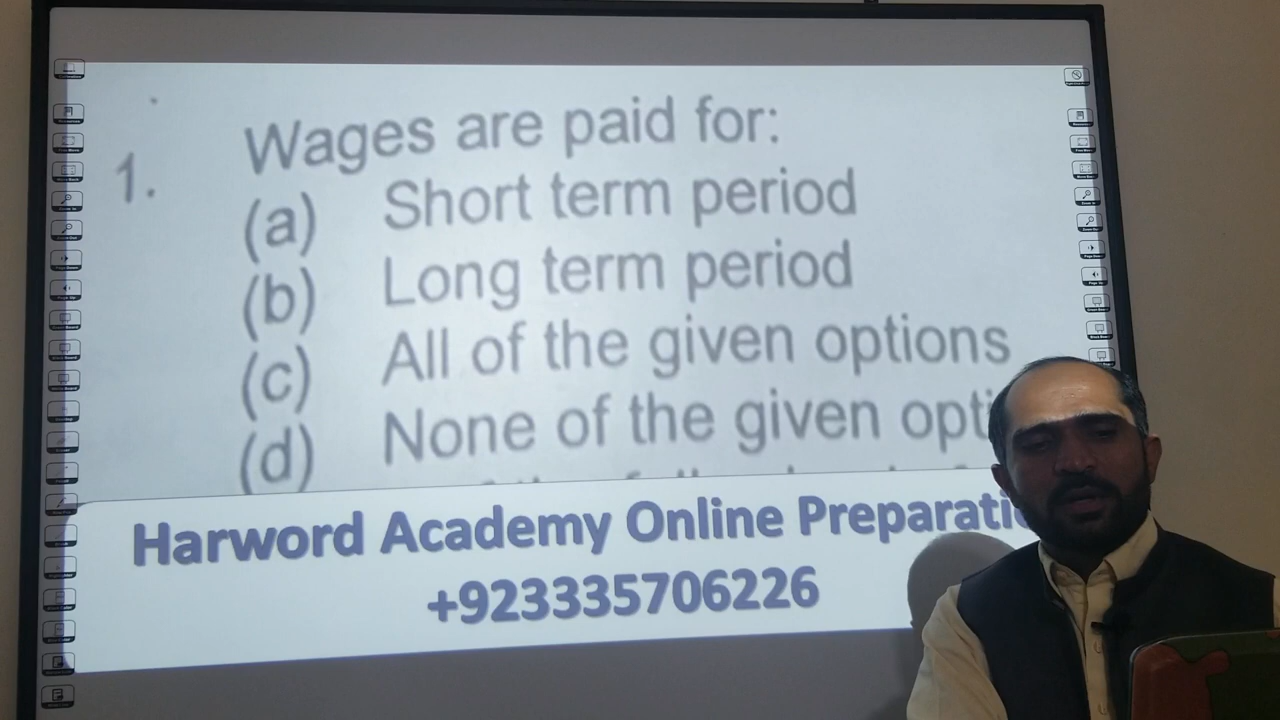 1. Wages are paid for:
(a) Short term period
(b) Long term period
(c) All of the given options
(d) None of the given opti
Harword Academy Online Preparati
+923335706226